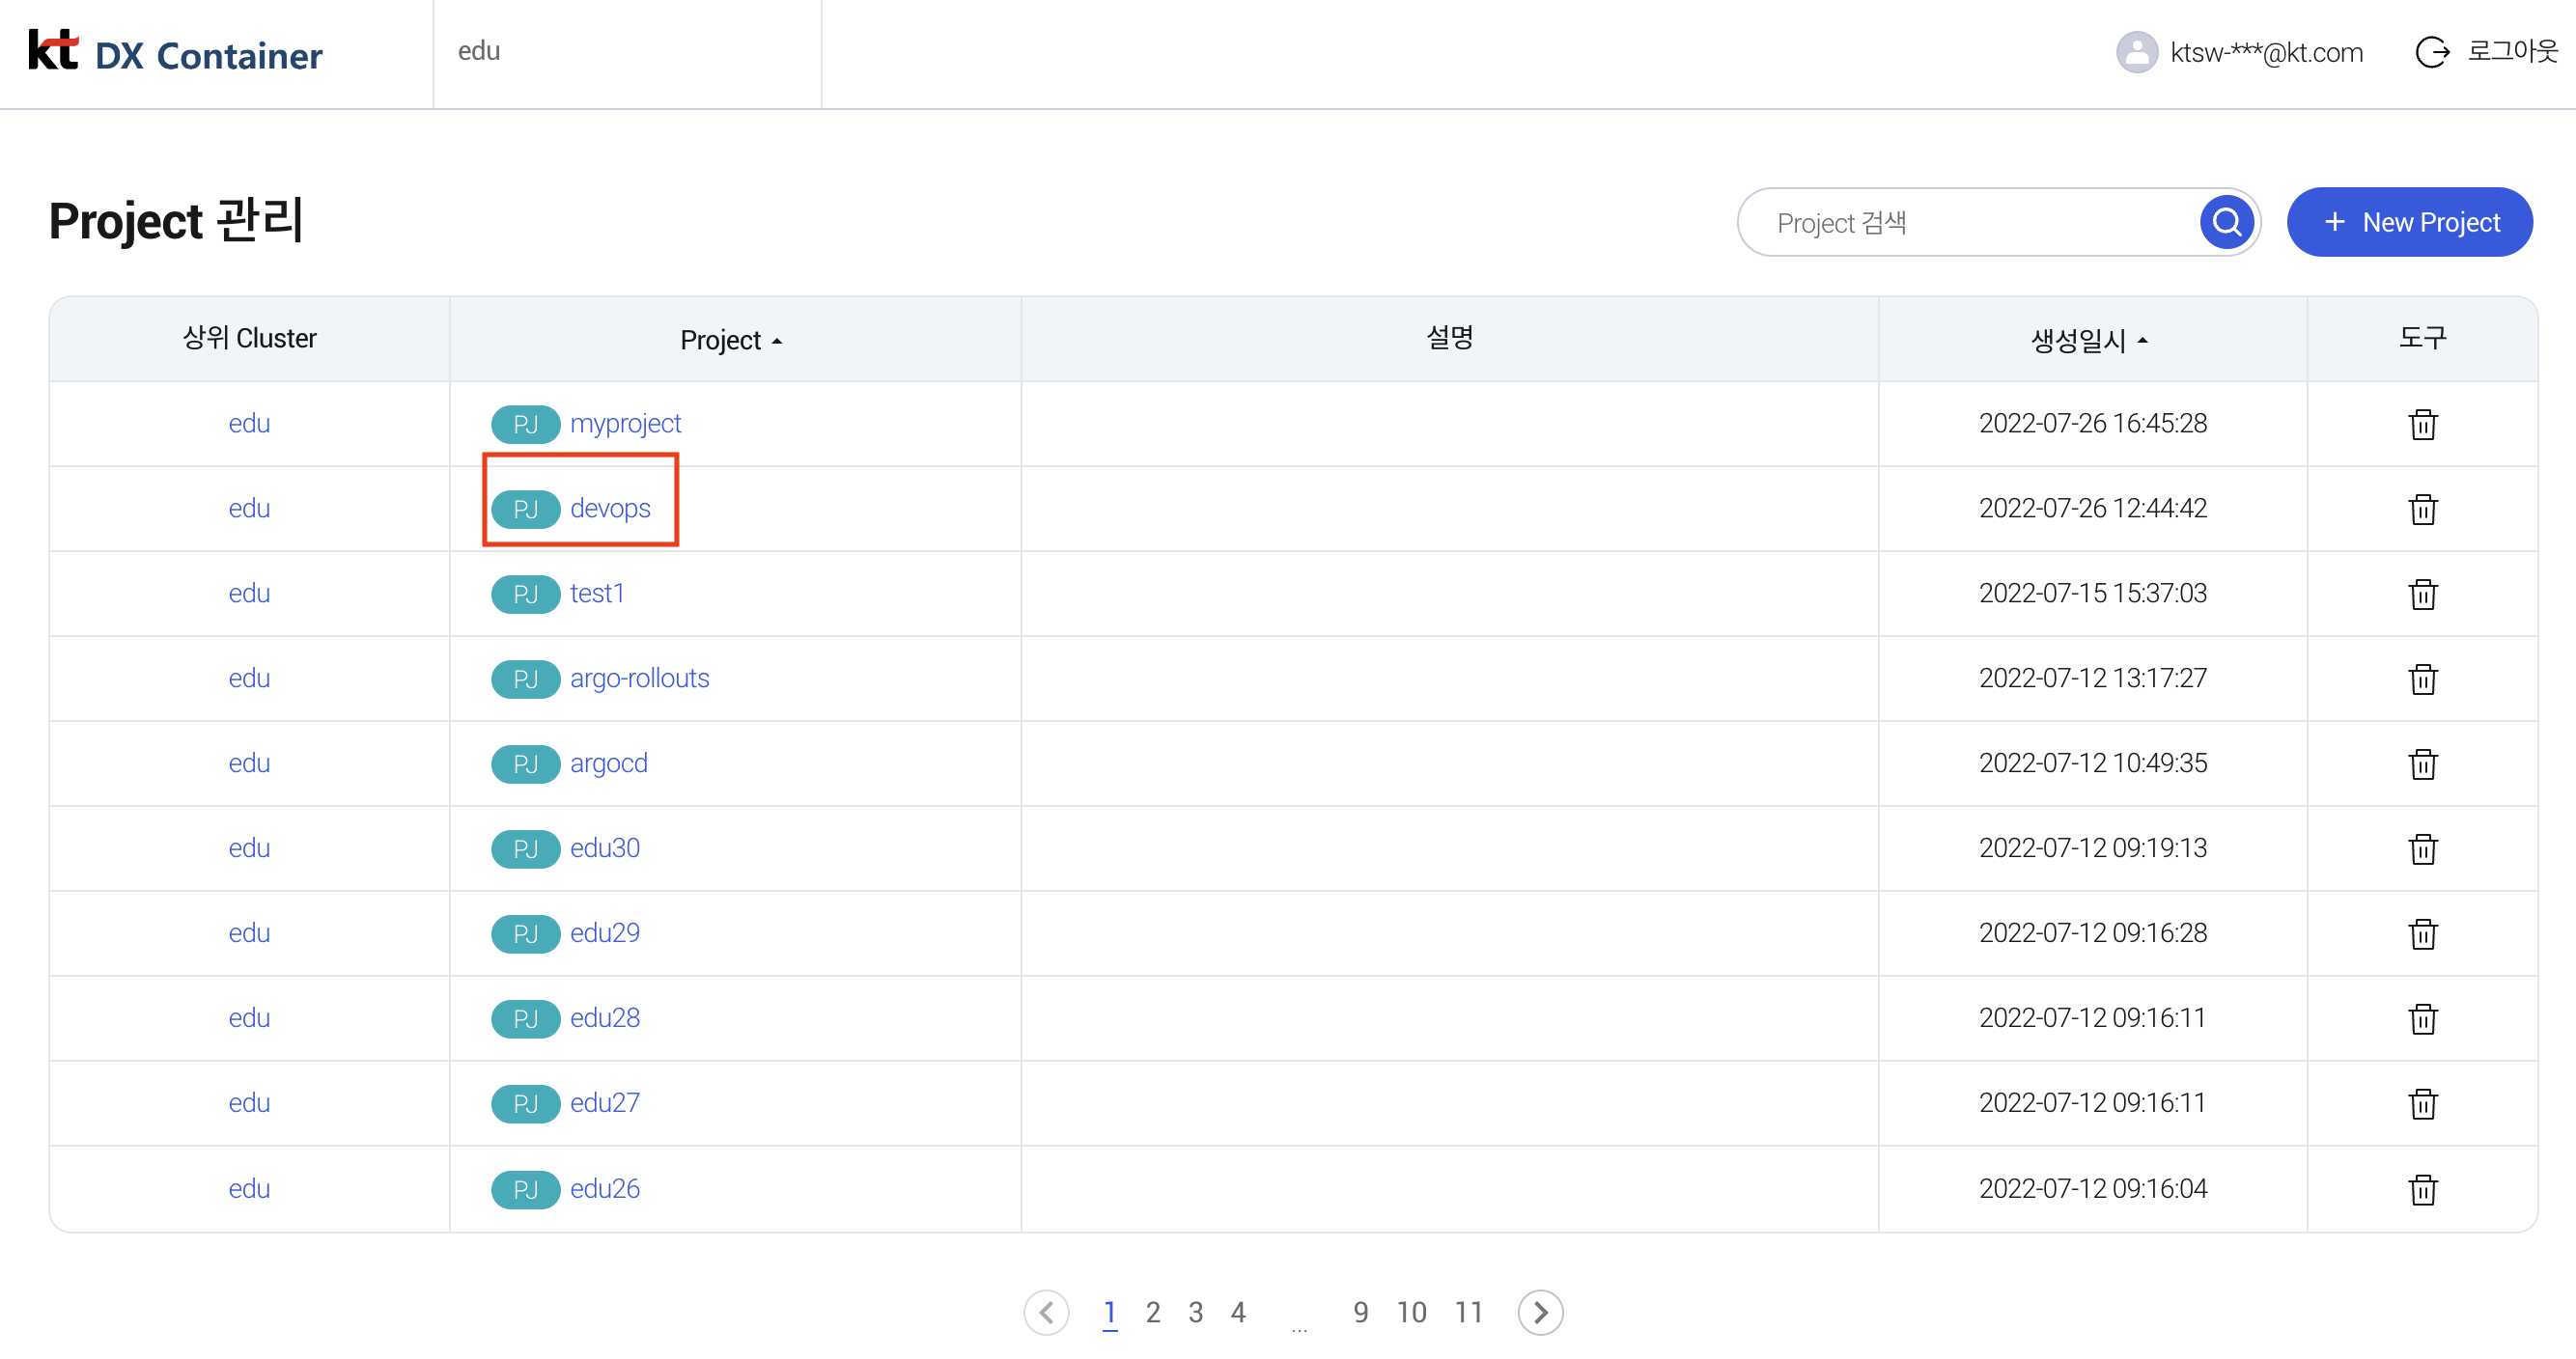 kt DX Container edu ktsw-***@kt.com 로그아웃
Project 관리 Project 검색 + New Project
상위 Cluster Project 설명 생성일시 도구
edu PJ myproject 2022-07-26 16:45:28
edu PJ devops 2022-07-26 12:44:42
edu PJ test1 2022-07-15 15:37:03
edu PJ argo-rollouts 2022-07-12 13:17:27
edu PJ argocd 2022-07-12 10:49:35
edu PJ edu30 2022-07-12 09:19:13
edu PJ edu29 2022-07-12 09:16:28
edu PJ edu28 2022-07-12 09:16:11
edu PJ edu27 2022-07-12 09:16:11
edu PJ edu26 2022-07-12 09:16:04
1 2 3 4 ... 9 10 11